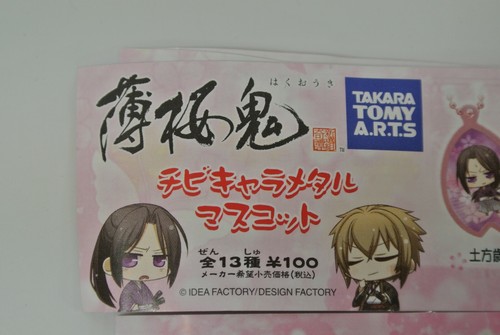 はくおうき
薄桜鬼
TM
TAKARA
TOMY
A.R.T.S
チビキャラメタル
マスコット
ぜん しゅ
全13種 ¥100
メーカー希望小売価格(税込)
© IDEA FACTORY/DESIGN FACTORY
土方歳